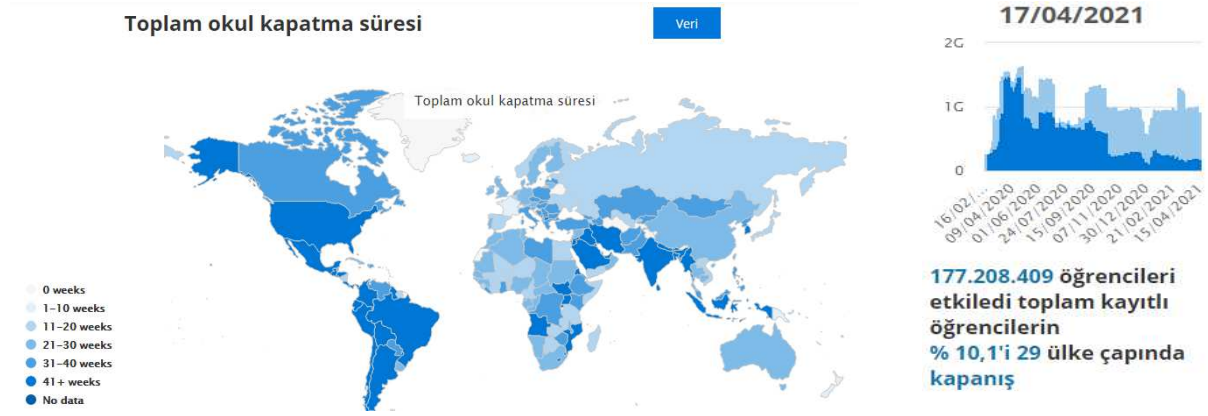 Toplam okul kapatma süresi
Veri
Toplam okul kapatma süresi
0 weeks
1–10 weeks
11–20 weeks
21–30 weeks
31–40 weeks
41+ weeks
No data
17/04/2021
2G
1G
0
16/02/...
09/04/2020
01/06/2020
24/07/2020
15/09/2020
07/11/2020
30/12/2020
21/02/2021
15/04/2021
177.208.409 öğrencileri
etkiledi toplam kayıtlı
öğrencilerin
% 10,1'i 29 ülke çapında
kapanış